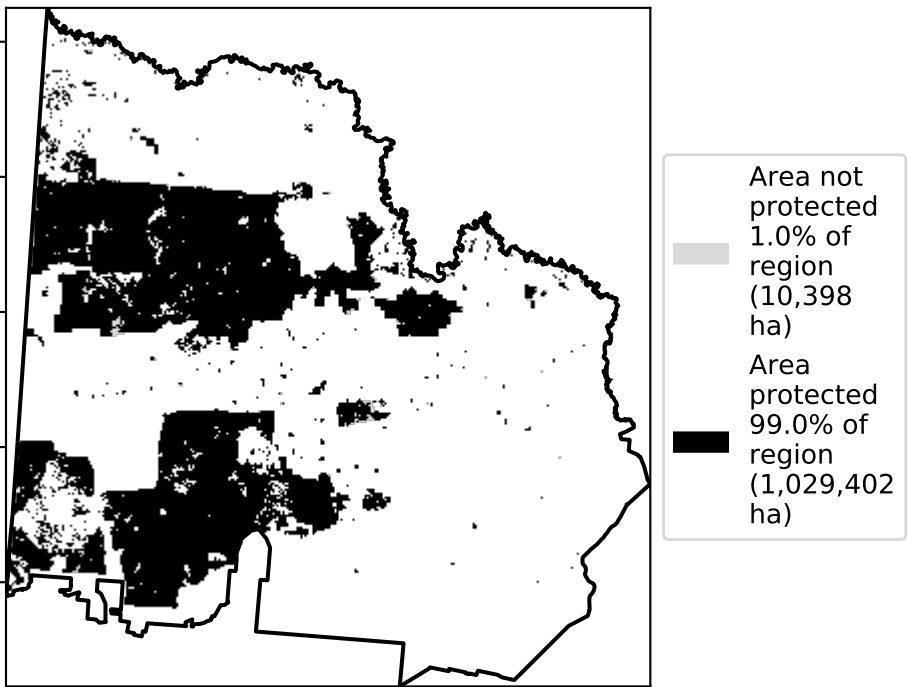 Area not
protected
1.0% of
region
(10,398
ha)
Area
protected
99.0% of
region
(1,029,402
ha)